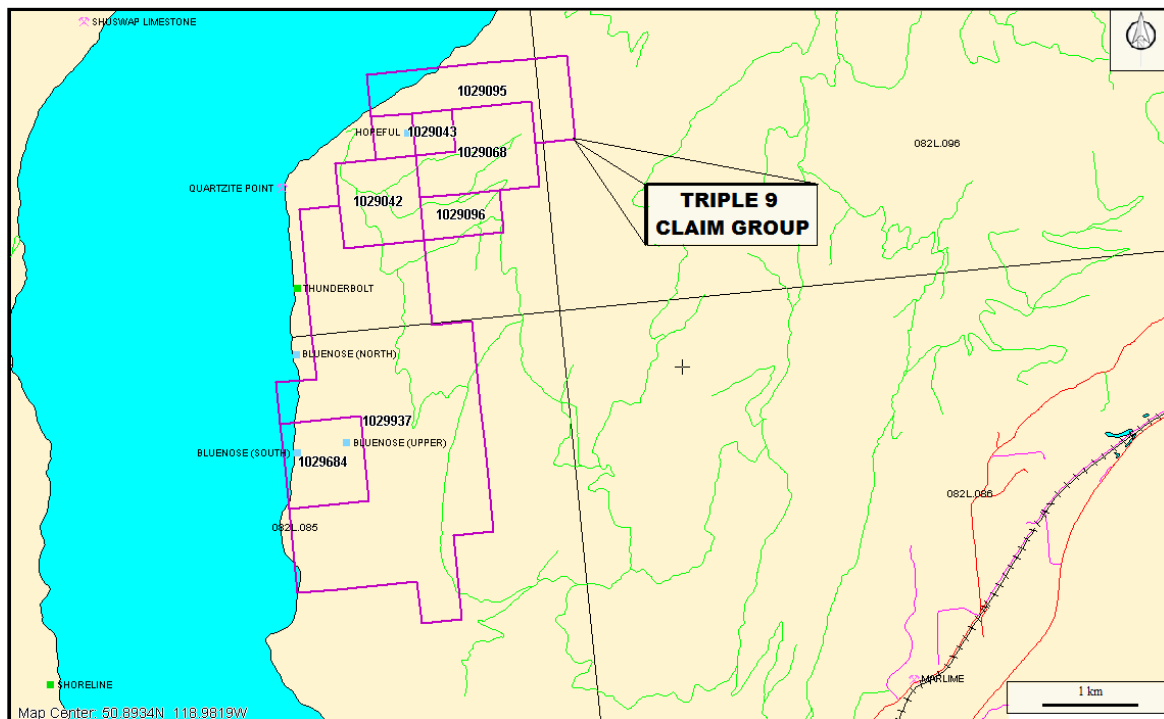 SHUSWAP LIMESTONE
1029095
HOPEFUL
1029043
1029068
082L.096
QUARTZITE POINT
1029042
1029096
TRIPLE 9
CLAIM GROUP
THUNDERBOLT
BLUENOSE (NORTH)
1029937
BLUENOSE (UPPER)
BLUENOSE (SOUTH)
1029684
082L.086
082L.085
MARLIME
SHORELINE
1 km
Map Center: 50.8934N 118.9819W